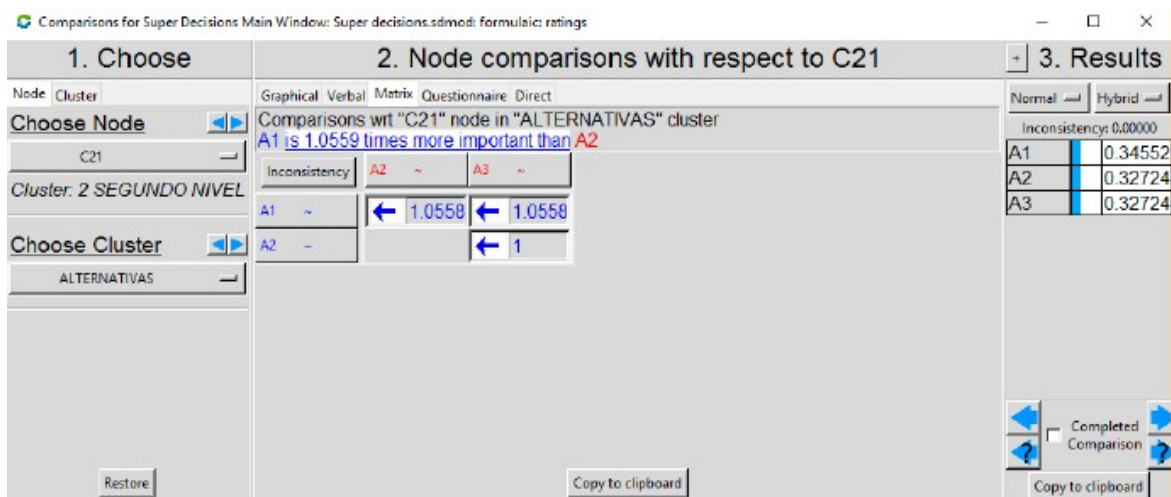 Comparisons for Super Decisions Main Window: Super decisions.sdmod: formulaic: ratings
1. Choose
Node Cluster
Choose Node
C21
Cluster: 2 SEGUNDO NIVEL
Choose Cluster
ALTERNATIVAS
Restore
2. Node comparisons with respect to C21
Graphical Verbal Matrix Questionnaire Direct
Comparisons wrt "C21" node in "ALTERNATIVAS" cluster
A1 is 1.0559 times more important than A2
Inconsistency A2 ~ A3 ~
A1 ~ 1.0558 1.0558
A2 ~ 1
Copy to clipboard
+ 3. Results
Normal Hybrid
Inconsistency: 0.00000
A1 0.34552
A2 0.32724
A3 0.32724
Completed
Comparison
? ?
Copy to clipboard